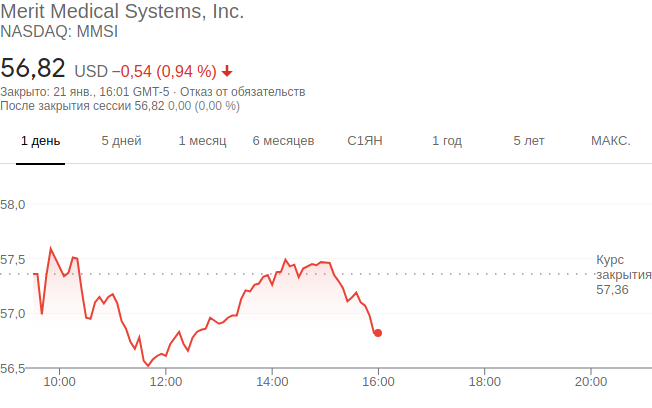 Merit Medical Systems, Inc.
NASDAQ: MMSI
56,82 USD −0,54 (0,94 %)
Закрыто: 21 янв., 16:01 GMT-5 · Отказ от обязательств
После закрытия сессии 56,82 0,00 (0,00 %)
1 день 5 дней 1 месяц 6 месяцев С1ЯН 1 год 5 лет МАКС.
58,0
57,5
Курс
закрытия
57,36
57,0
56,5
10:00 12:00 14:00 16:00 18:00 20:00